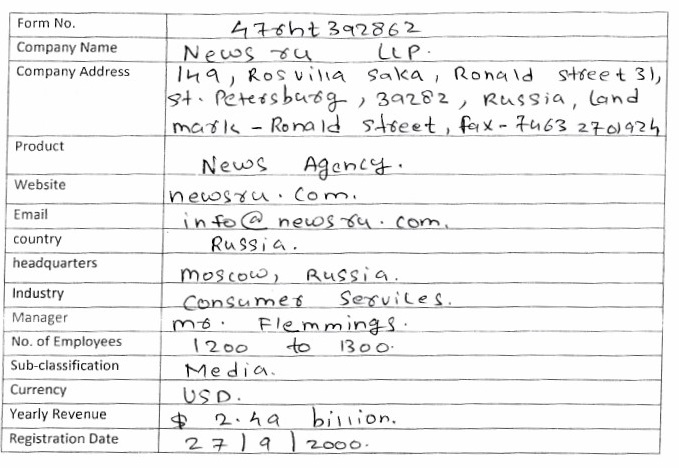 Form No. 47rht392862
Company Name News ru LLP.
Company Address 149, Rosvilla saka, Ronald street 31,
st. Petersburg, 39282, Russia, land
mark - Ronald street, fax - 7463 2701924
Product News Agency.
Website newsru.com.
Email info@newsru.com.
country Russia.
headquarters Moscow, Russia.
Industry Consumer Services.
Manager mr. Flemmings.
No. of Employees 1200 to 1300.
Sub-classification Media.
Currency USD.
Yearly Revenue $ 2.49 billion.
Registration Date 27/9/2000.